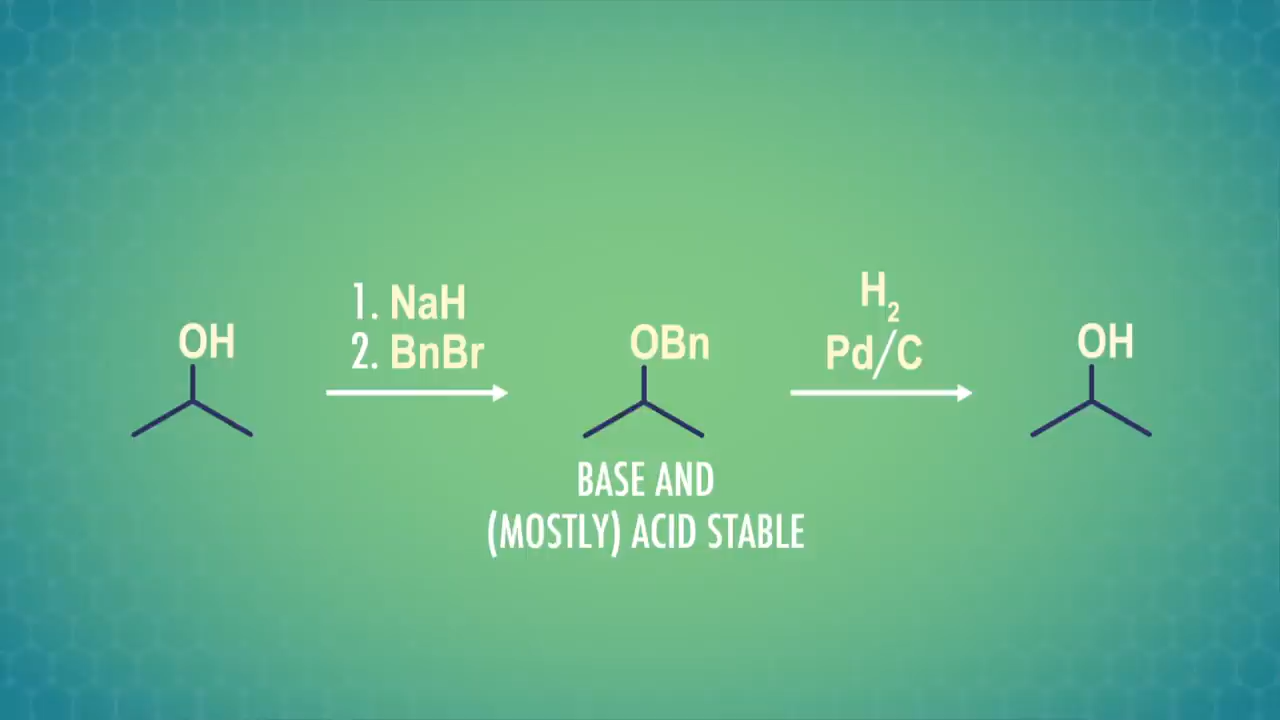 OH
1. NaH
2. BnBr
OBn
H₂
Pd/C
OH
BASE AND
(MOSTLY) ACID STABLE